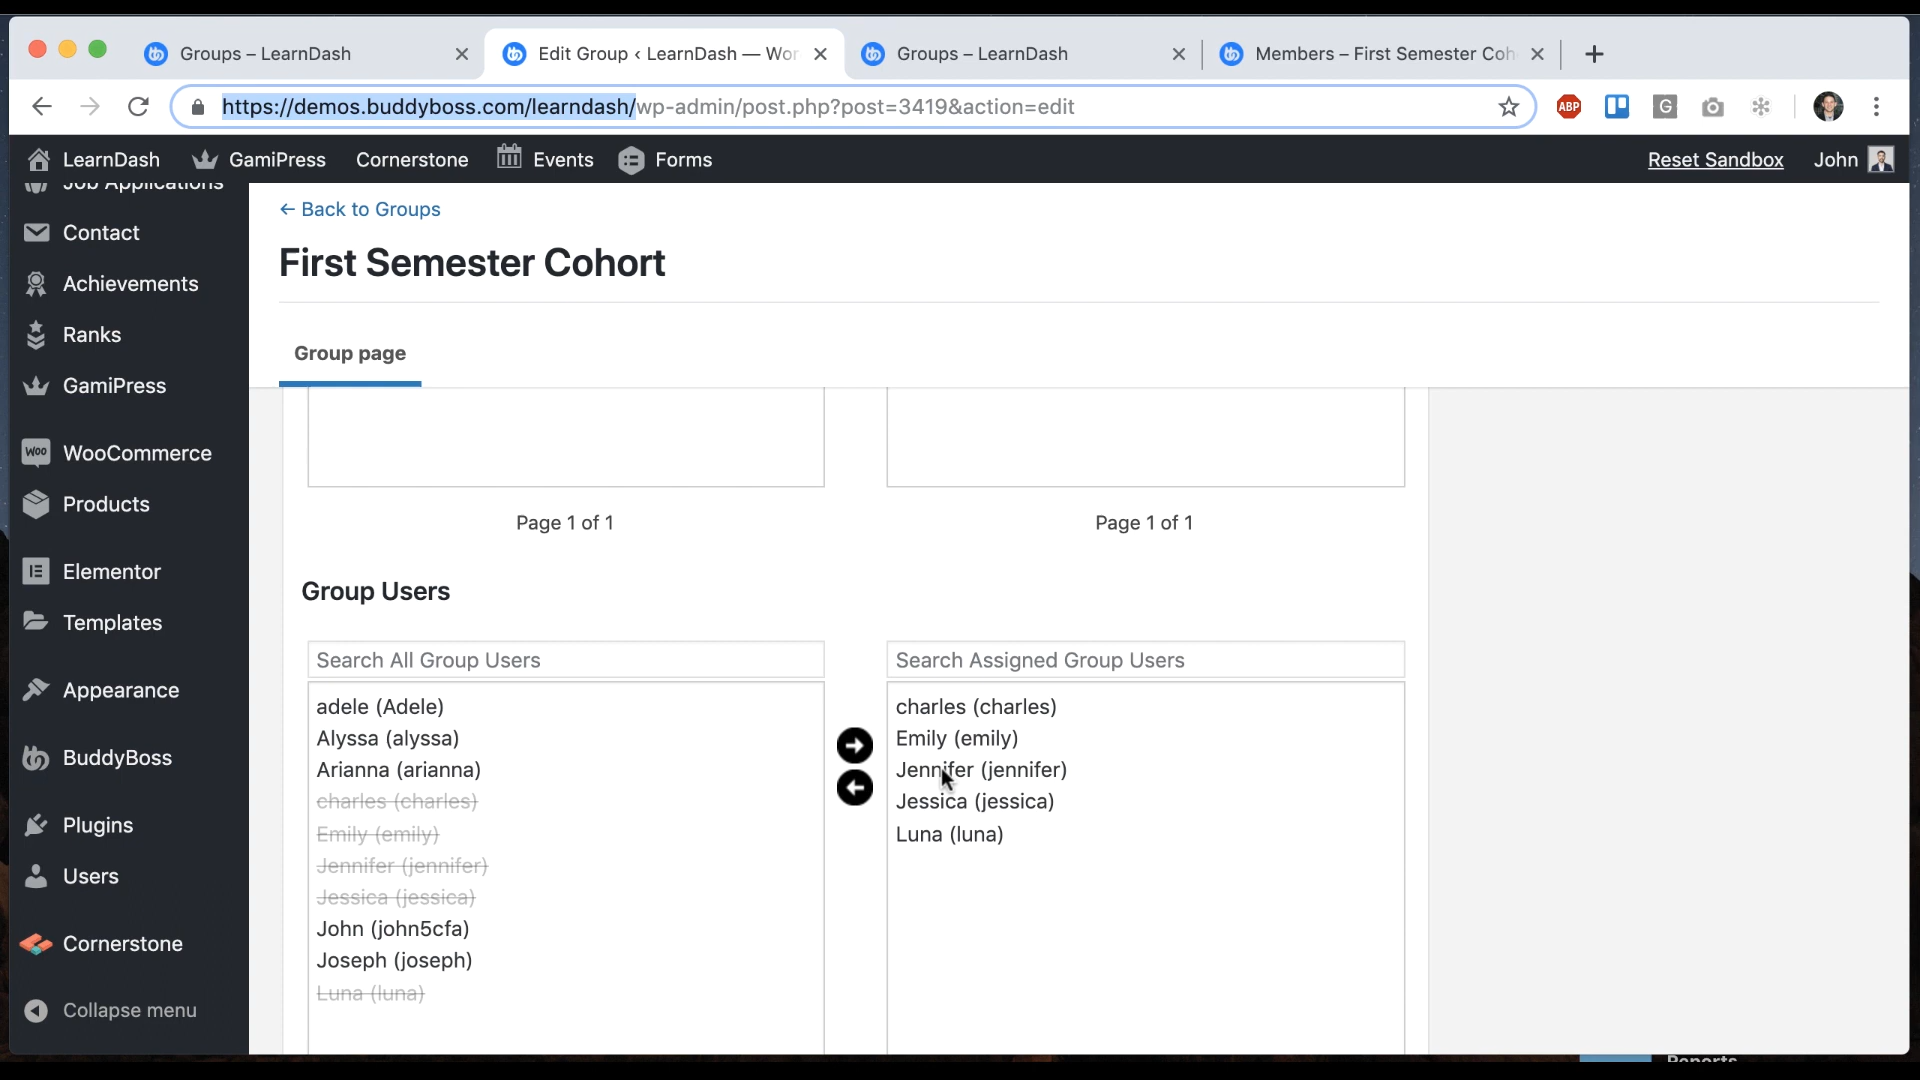 Groups – LearnDash
Edit Group ‹ LearnDash — Wor
Groups – LearnDash
Members – First Semester Coh
https://demos.buddyboss.com/learndash/wp-admin/post.php?post=3419&action=edit
ABP
G
LearnDash
GamiPress
Cornerstone
Events
Forms
Reset Sandbox
John
Job Applications
Contact
Achievements
Ranks
GamiPress
Woo WooCommerce
Products
Elementor
Templates
Appearance
BuddyBoss
Plugins
Users
Cornerstone
Collapse menu
← Back to Groups
First Semester Cohort
Group page
Page 1 of 1
Page 1 of 1
Group Users
Search All Group Users
adele (Adele)
Alyssa (alyssa)
Arianna (arianna)
charles (charles)
Emily (emily)
Jennifer (jennifer)
Jessica (jessica)
John (john5cfa)
Joseph (joseph)
Luna (luna)
Search Assigned Group Users
charles (charles)
Emily (emily)
Jennifer (jennifer)
Jessica (jessica)
Luna (luna)
Reports